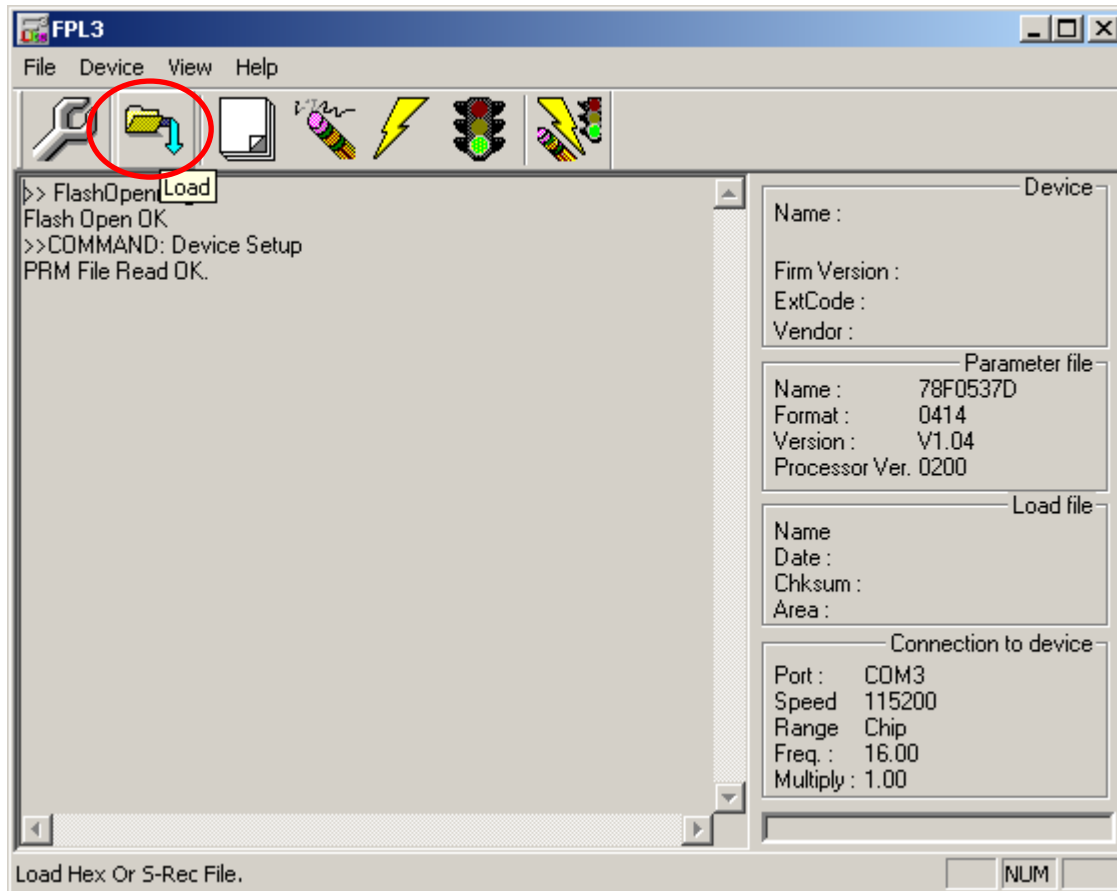 FPL3
File Device View Help
Load
>> FlashOpen
Flash Open OK
>>COMMAND: Device Setup
PRM File Read OK.
Device
Name :
Firm Version :
ExtCode :
Vendor :
Parameter file
Name : 78F0537D
Format : 0414
Version : V1.04
Processor Ver. 0200
Load file
Name
Date :
Chksum :
Area :
Connection to device
Port : COM3
Speed 115200
Range Chip
Freq. : 16.00
Multiply : 1.00
Load Hex Or S-Rec File.
NUM